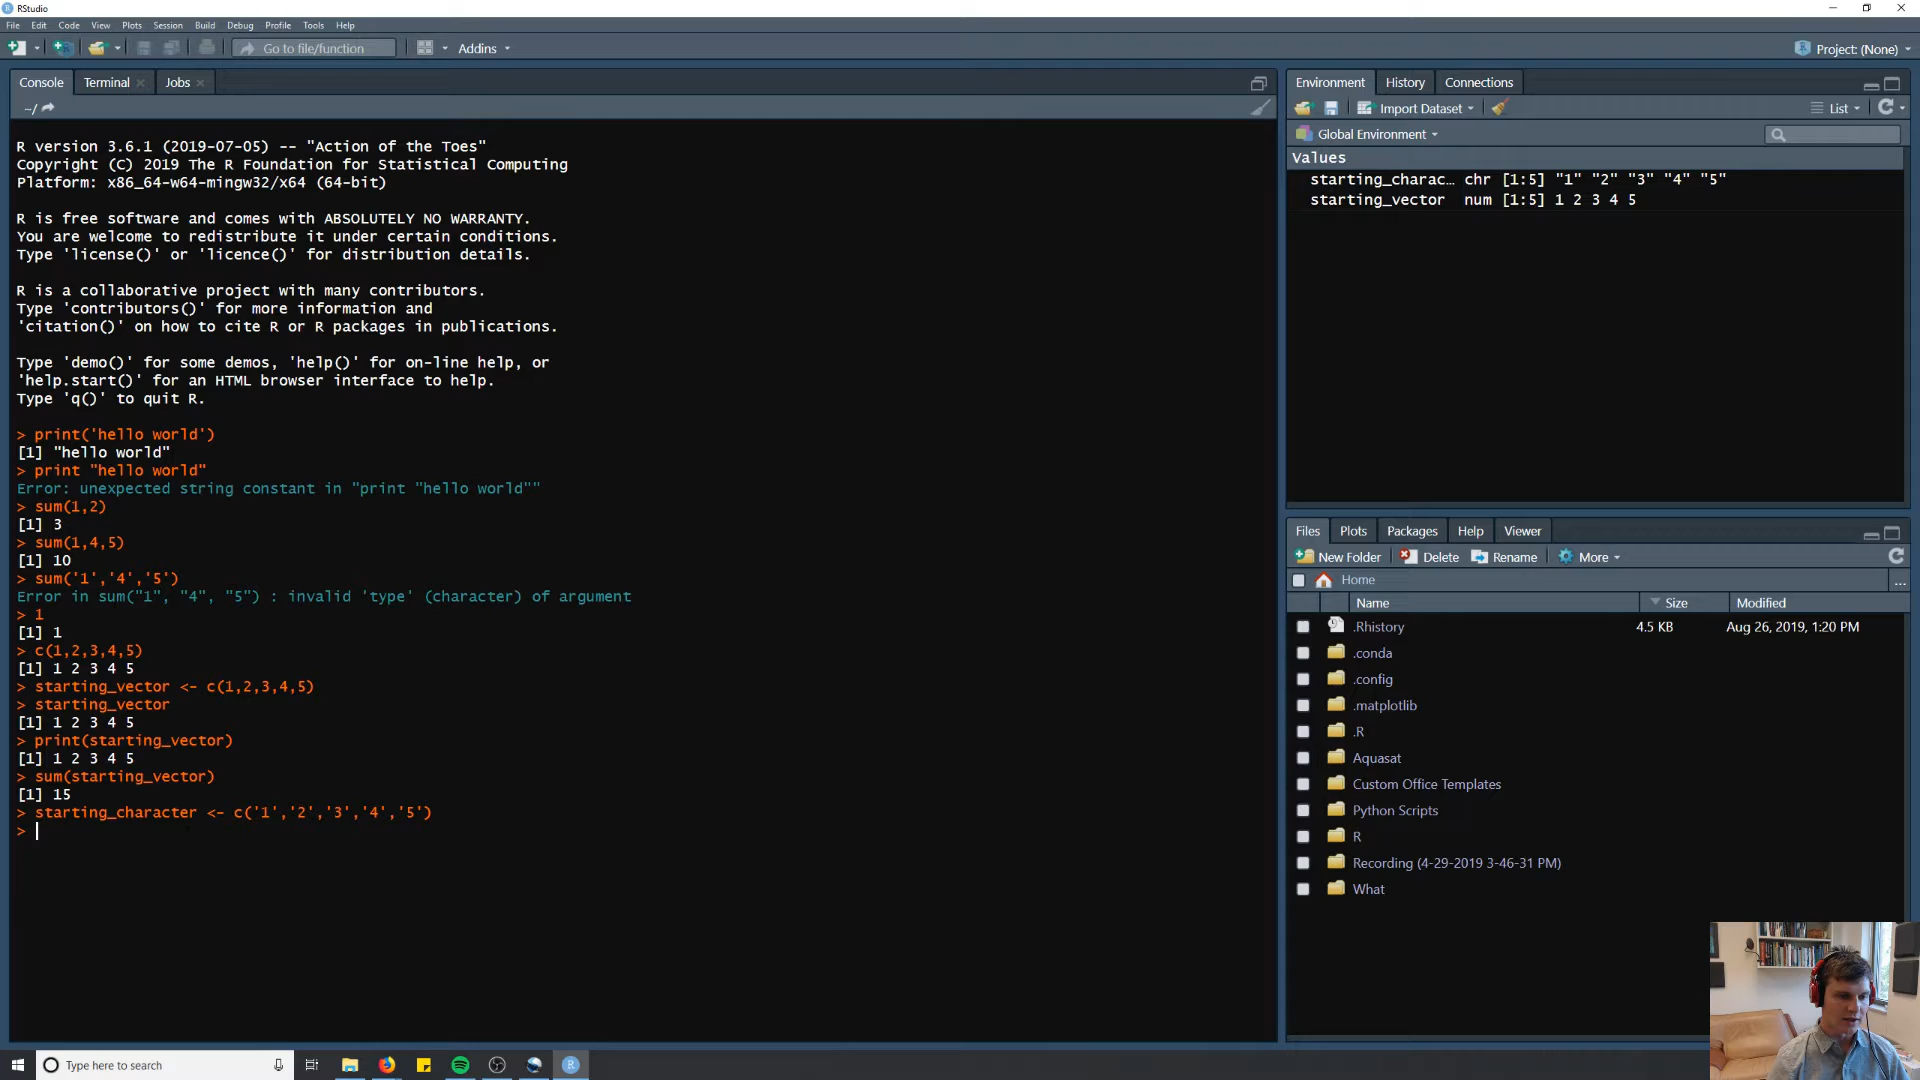 RStudio
File Edit Code View Plots Session Build Debug Profile Tools Help
Go to file/function Addins Project: (None)
Console Terminal Jobs
~/
R version 3.6.1 (2019-07-05) -- "Action of the Toes"
Copyright (C) 2019 The R Foundation for Statistical Computing
Platform: x86_64-w64-mingw32/x64 (64-bit)
R is free software and comes with ABSOLUTELY NO WARRANTY.
You are welcome to redistribute it under certain conditions.
Type 'license()' or 'licence()' for distribution details.
R is a collaborative project with many contributors.
Type 'contributors()' for more information and
'citation()' on how to cite R or R packages in publications.
Type 'demo()' for some demos, 'help()' for on-line help, or
'help.start()' for an HTML browser interface to help.
Type 'q()' to quit R.
> print('hello world')
[1] "hello world"
> print "hello world"
Error: unexpected string constant in "print "hello world""
> sum(1,2)
[1] 3
> sum(1,4,5)
[1] 10
> sum('1','4','5')
Error in sum("1", "4", "5") : invalid 'type' (character) of argument
> 1
[1] 1
> c(1,2,3,4,5)
[1] 1 2 3 4 5
> starting_vector <- c(1,2,3,4,5)
> starting_vector
[1] 1 2 3 4 5
> print(starting_vector)
[1] 1 2 3 4 5
> sum(starting_vector)
[1] 15
> starting_character <- c('1','2','3','4','5')
>
Environment History Connections
Import Dataset List
Global Environment
Values
starting_charac… chr [1:5] "1" "2" "3" "4" "5"
starting_vector num [1:5] 1 2 3 4 5
Files Plots Packages Help Viewer
New Folder Delete Rename More
Home ...
Name Size Modified
.Rhistory 4.5 KB Aug 26, 2019, 1:20 PM
.conda
.config
.matplotlib
.R
Aquasat
Custom Office Templates
Python Scripts
R
Recording (4-29-2019 3-46-31 PM)
What
Type here to search